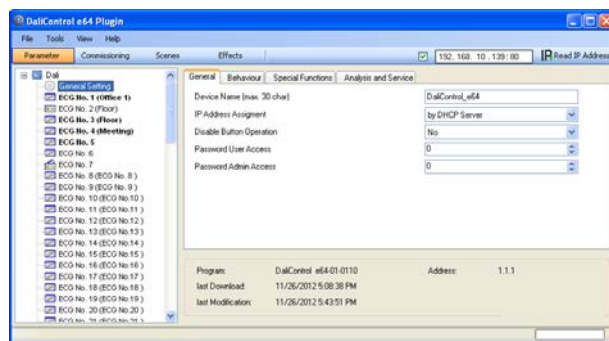 DaliControl e64 Plugin
File Tools View Help
Parameter Commissioning Scenes Effects 192. 168. 10 . 139: 80 IP Read IP Address
Dali
General Setting
ECG No. 1 (Office 1)
ECG No. 2 (Floor)
ECG No. 3 (Floor)
ECG No. 4 (Meeting)
ECG No. 5
ECG No. 6
ECG No. 7
ECG No. 8 (ECG No. 8 )
ECG No. 9 (ECG No. 9 )
ECG No. 10 (ECG No.10 )
ECG No. 11 (ECG No.11 )
ECG No. 12 (ECG No.12 )
ECG No. 13 (ECG No.13 )
ECG No. 14 (ECG No.14 )
ECG No. 15 (ECG No.15 )
ECG No. 16 (ECG No.16 )
ECG No. 17 (ECG No.17 )
ECG No. 18 (ECG No.18 )
ECG No. 19 (ECG No.19 )
ECG No. 20 (ECG No.20 )
ECG No. 21 (ECG No.21 )
General Behaviour Special Functions Analysis and Service
Device Name (max. 30 char) DaliControl_e64
IP Address Assigment by DHCP Server
Disable Button Operation No
Password User Access 0
Password Admin Access 0
Program: DaliControl e64-01-0110 Address: 1.1.1
last Download: 11/26/2012 5:08:38 PM
last Modification: 11/26/2012 5:43:51 PM